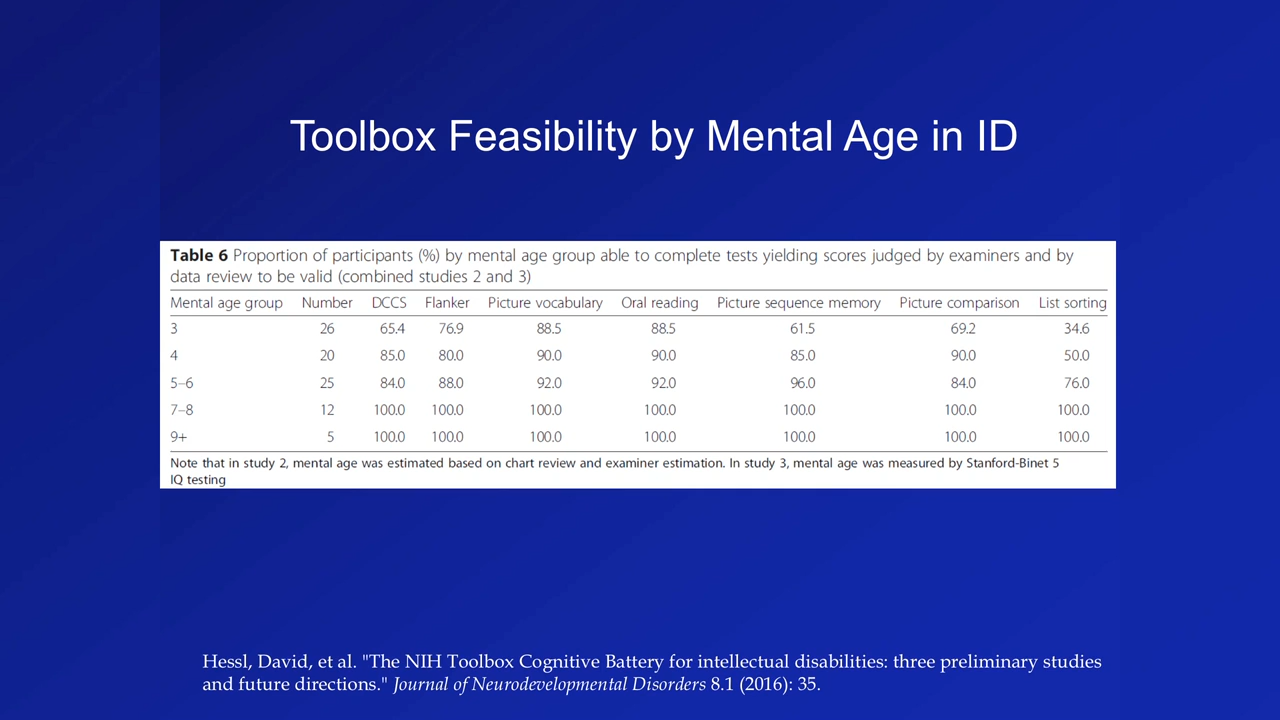 Toolbox Feasibility by Mental Age in ID
Table 6 Proportion of participants (%) by mental age group able to complete tests yielding scores judged by examiners and by
data review to be valid (combined studies 2 and 3)
Mental age group Number DCCS Flanker Picture vocabulary Oral reading Picture sequence memory Picture comparison List sorting
3 26 65.4 76.9 88.5 88.5 61.5 69.2 34.6
4 20 85.0 80.0 90.0 90.0 85.0 90.0 50.0
5–6 25 84.0 88.0 92.0 92.0 96.0 84.0 76.0
7–8 12 100.0 100.0 100.0 100.0 100.0 100.0 100.0
9+ 5 100.0 100.0 100.0 100.0 100.0 100.0 100.0
Note that in study 2, mental age was estimated based on chart review and examiner estimation. In study 3, mental age was measured by Stanford-Binet 5
IQ testing
Hessl, David, et al. "The NIH Toolbox Cognitive Battery for intellectual disabilities: three preliminary studies
and future directions." Journal of Neurodevelopmental Disorders 8.1 (2016): 35.